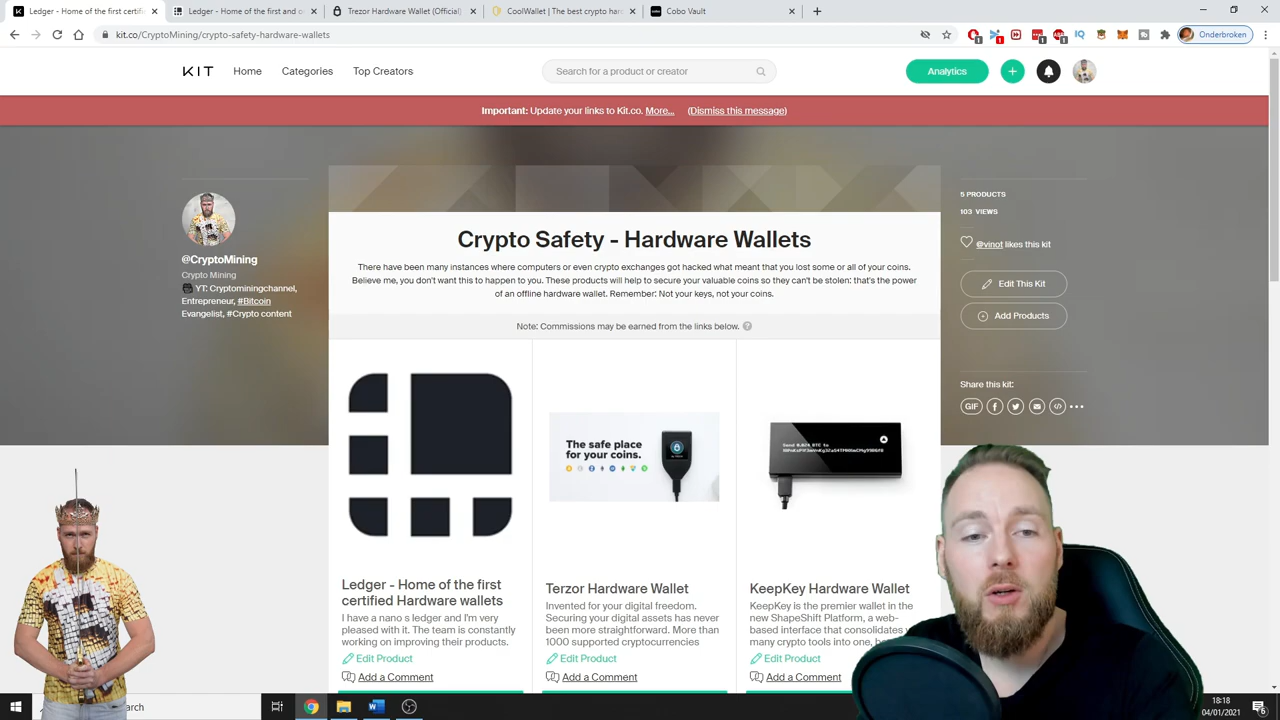 Ledger - Home of the first certifi
Ledger - Home of the first and o
Trezor Hardware Wallet (Official)
CoolWallet | The best crypto har
Cobo Vault
kit.co/CryptoMining/crypto-safety-hardware-wallets
Onderbroken
KIT
Home
Categories
Top Creators
Search for a product or creator
Analytics
Important: Update your links to Kit.co. More... (Dismiss this message)
@CryptoMining
Crypto Mining
YT: Cryptominingchannel,
Entrepreneur, #Bitcoin
Evangelist, #Crypto content
Crypto Safety - Hardware Wallets
There have been many instances where computers or even crypto exchanges got hacked what meant that you lost some or all of your coins.
Believe me, you don't want this to happen to you. These products will help to secure your valuable coins so they can't be stolen: that's the power
of an offline hardware wallet. Remember: Not your keys, not your coins.
Note: Commissions may be earned from the links below.
5 PRODUCTS
103 VIEWS
@vinot likes this kit
Edit This Kit
Add Products
Share this kit:
GIF
The safe place
for your coins.
Ledger - Home of the first
certified Hardware wallets
I have a nano s ledger and I'm very
pleased with it. The team is constantly
working on improving their products.
Edit Product
Add a Comment
Terzor Hardware Wallet
Invented for your digital freedom.
Securing your digital assets has never
been more straightforward. More than
1000 supported cryptocurrencies
Edit Product
Add a Comment
KeepKey Hardware Wallet
KeepKey is the premier wallet in the
new ShapeShift Platform, a web-
based interface that consolidates
many crypto tools into one,
Edit Product
Add a Comment
arch
18:18
04/01/2021